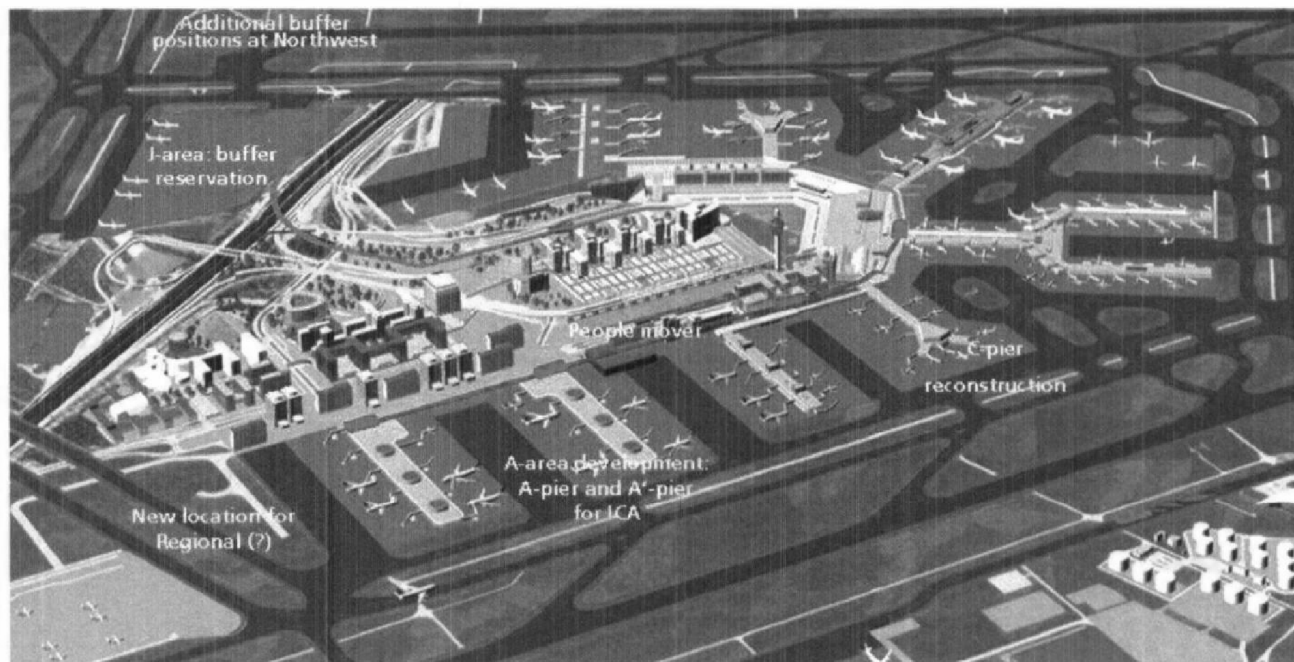 Additional buffer
positions at Northwest
J-area: buffer
reservation
People mover
C-pier
reconstruction
A-area development:
A-pier and A'-pier
for ICA
New location for
Regional (?)